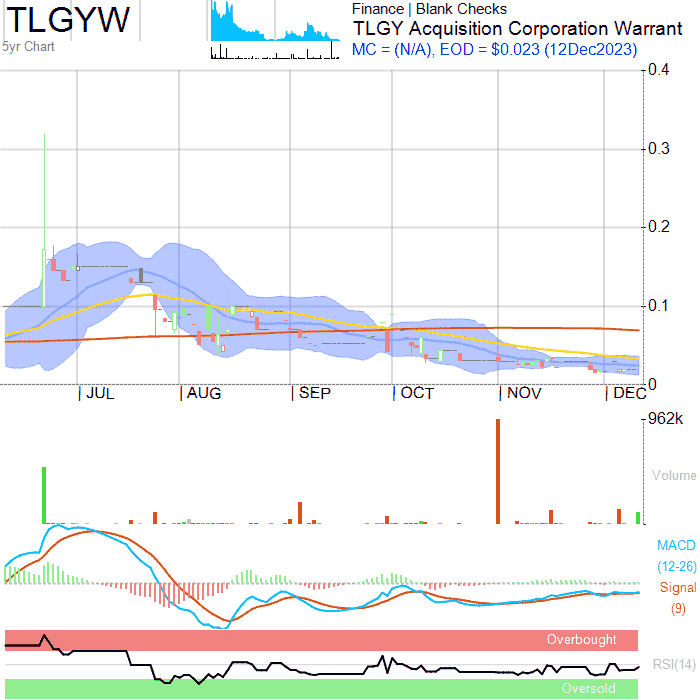 TLGYW
5yr Chart
Finance | Blank Checks
TLGY Acquisition Corporation Warrant
MC = (N/A), EOD = $0.023 (12Dec2023)
0.4
0.3
0.2
0.1
0
JUL AUG SEP OCT NOV DEC
962k
Volume
MACD
(12-26)
Signal
(9)
Overbought
RSI(14)
Oversold